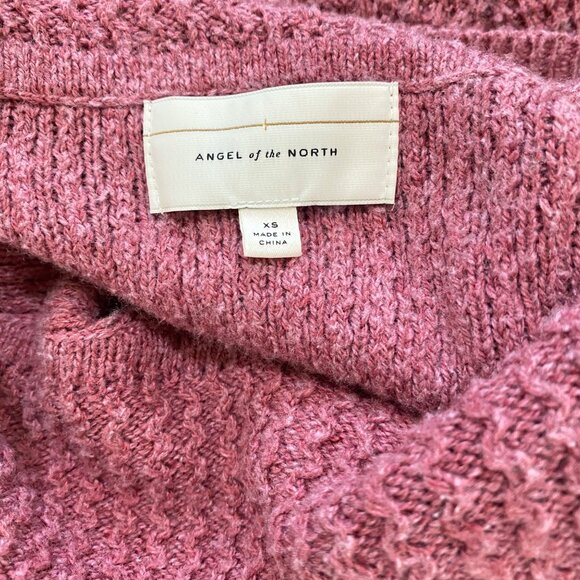 ANGEL of the NORTH
XS
MADE IN
CHINA